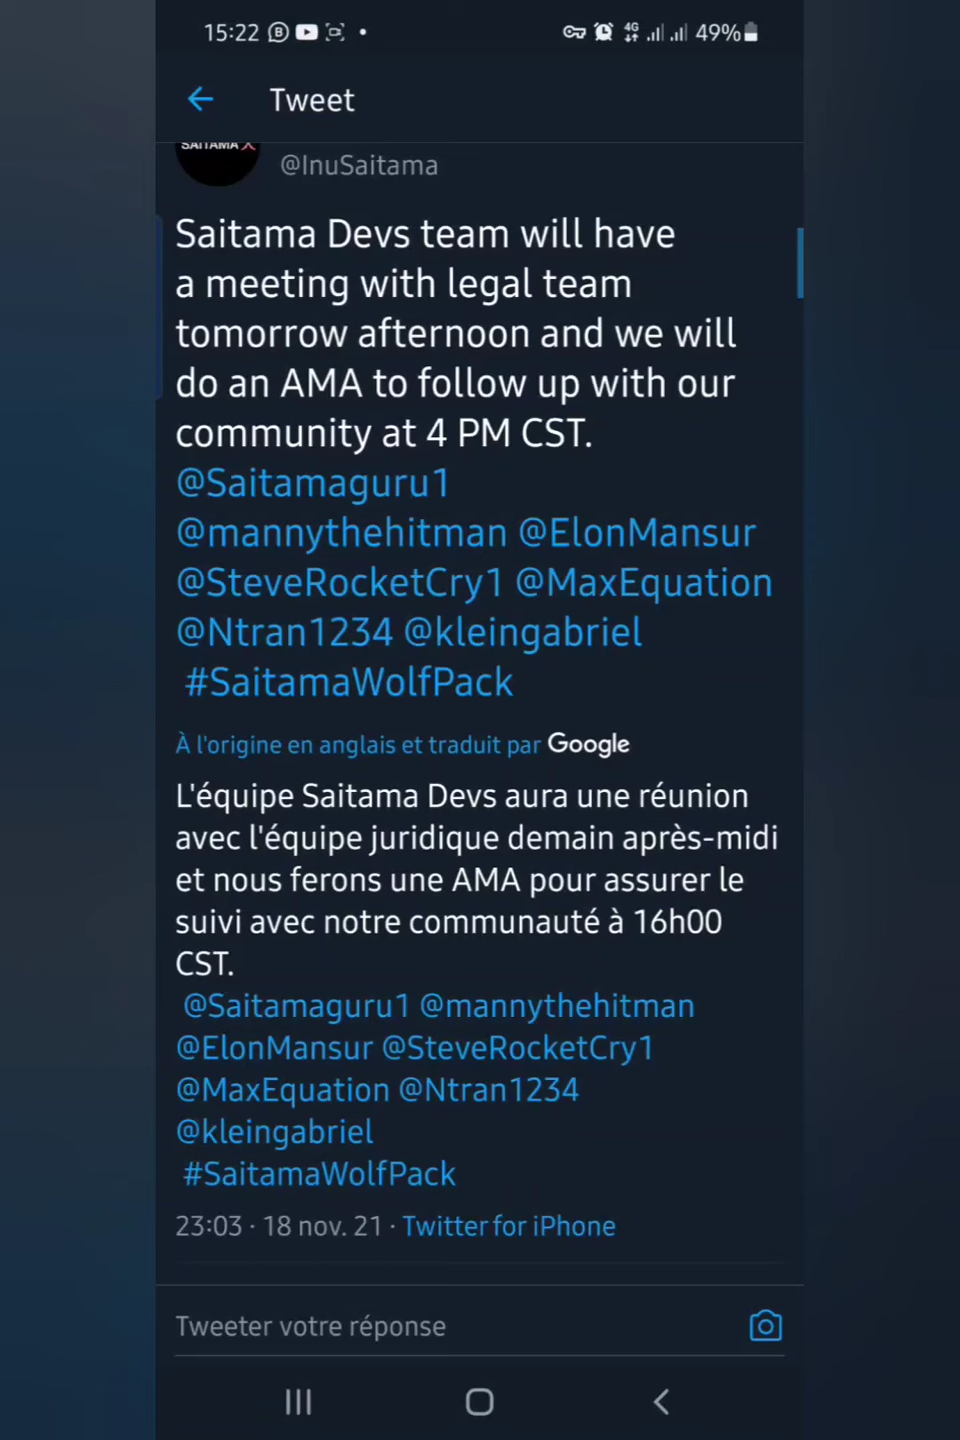 15:22
4G
49%
Tweet
SAITAMA
@InuSaitama
Saitama Devs team will have
a meeting with legal team
tomorrow afternoon and we will
do an AMA to follow up with our
community at 4 PM CST.
@Saitamaguru1
@mannythehitman @ElonMansur
@SteveRocketCry1 @MaxEquation
@Ntran1234 @kleingabriel
#SaitamaWolfPack
À l'origine en anglais et traduit par Google
L'équipe Saitama Devs aura une réunion
avec l'équipe juridique demain après-midi
et nous ferons une AMA pour assurer le
suivi avec notre communauté à 16h00
CST.
@Saitamaguru1 @mannythehitman
@ElonMansur @SteveRocketCry1
@MaxEquation @Ntran1234
@kleingabriel
#SaitamaWolfPack
23:03 · 18 nov. 21 · Twitter for iPhone
Tweeter votre réponse